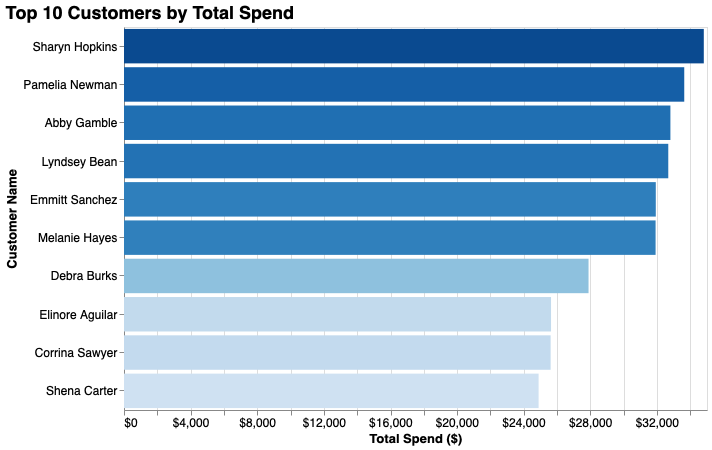 Top 10 Customers by Total Spend
Customer Name
Sharyn Hopkins
Pamelia Newman
Abby Gamble
Lyndsey Bean
Emmitt Sanchez
Melanie Hayes
Debra Burks
Elinore Aguilar
Corrina Sawyer
Shena Carter
$0 $4,000 $8,000 $12,000 $16,000 $20,000 $24,000 $28,000 $32,000
Total Spend ($)